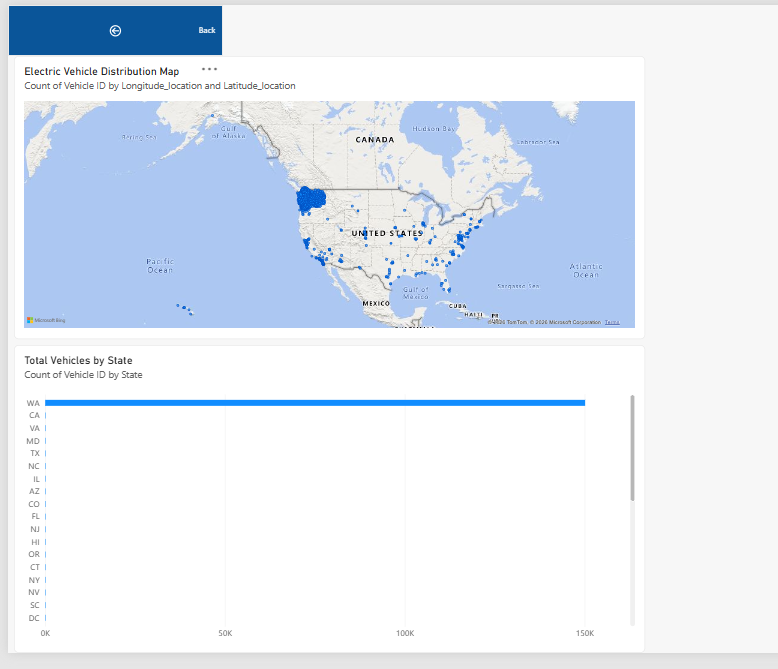 Back
Electric Vehicle Distribution Map
Count of Vehicle ID by Longitude_location and Latitude_location
Bering Sea
Gulf
of Alaska
CANADA
Hudson Bay
Labrador Sea
UNITED STATES
Pacific
Ocean
Atlantic
Ocean
Sargasso Sea
Gulf of
Mexico
MEXICO
CUBA
HAITI
Microsoft Bing
© 2026 TomTom, © 2026 Microsoft Corporation Terms
Total Vehicles by State
Count of Vehicle ID by State
WA
CA
VA
MD
TX
NC
IL
AZ
CO
FL
NJ
HI
OR
CT
NY
NV
SC
DC
0K 50K 100K 150K